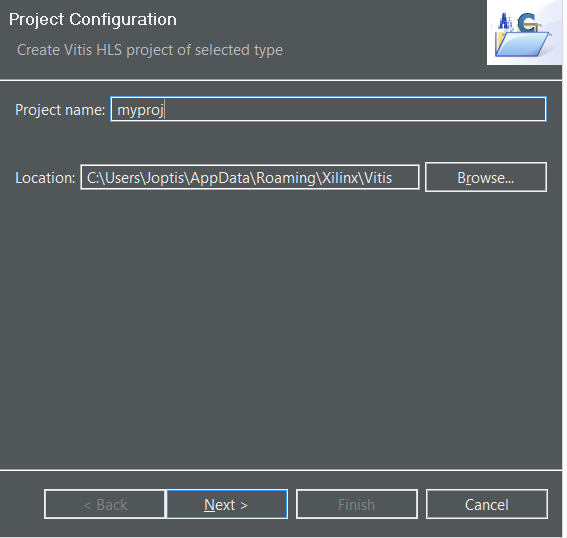 Project Configuration
Create Vitis HLS project of selected type
Project name: myproj
Location: C:\Users\Joptis\AppData\Roaming\Xilinx\Vitis Browse...
< Back Next > Finish Cancel